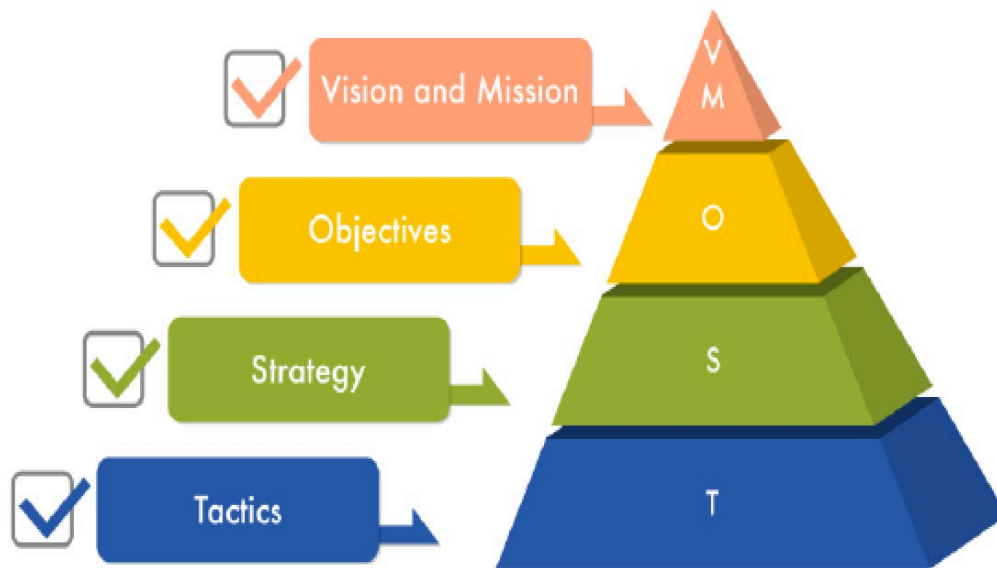 Vision and Mission
V
M
Objectives
O
Strategy
S
Tactics
T